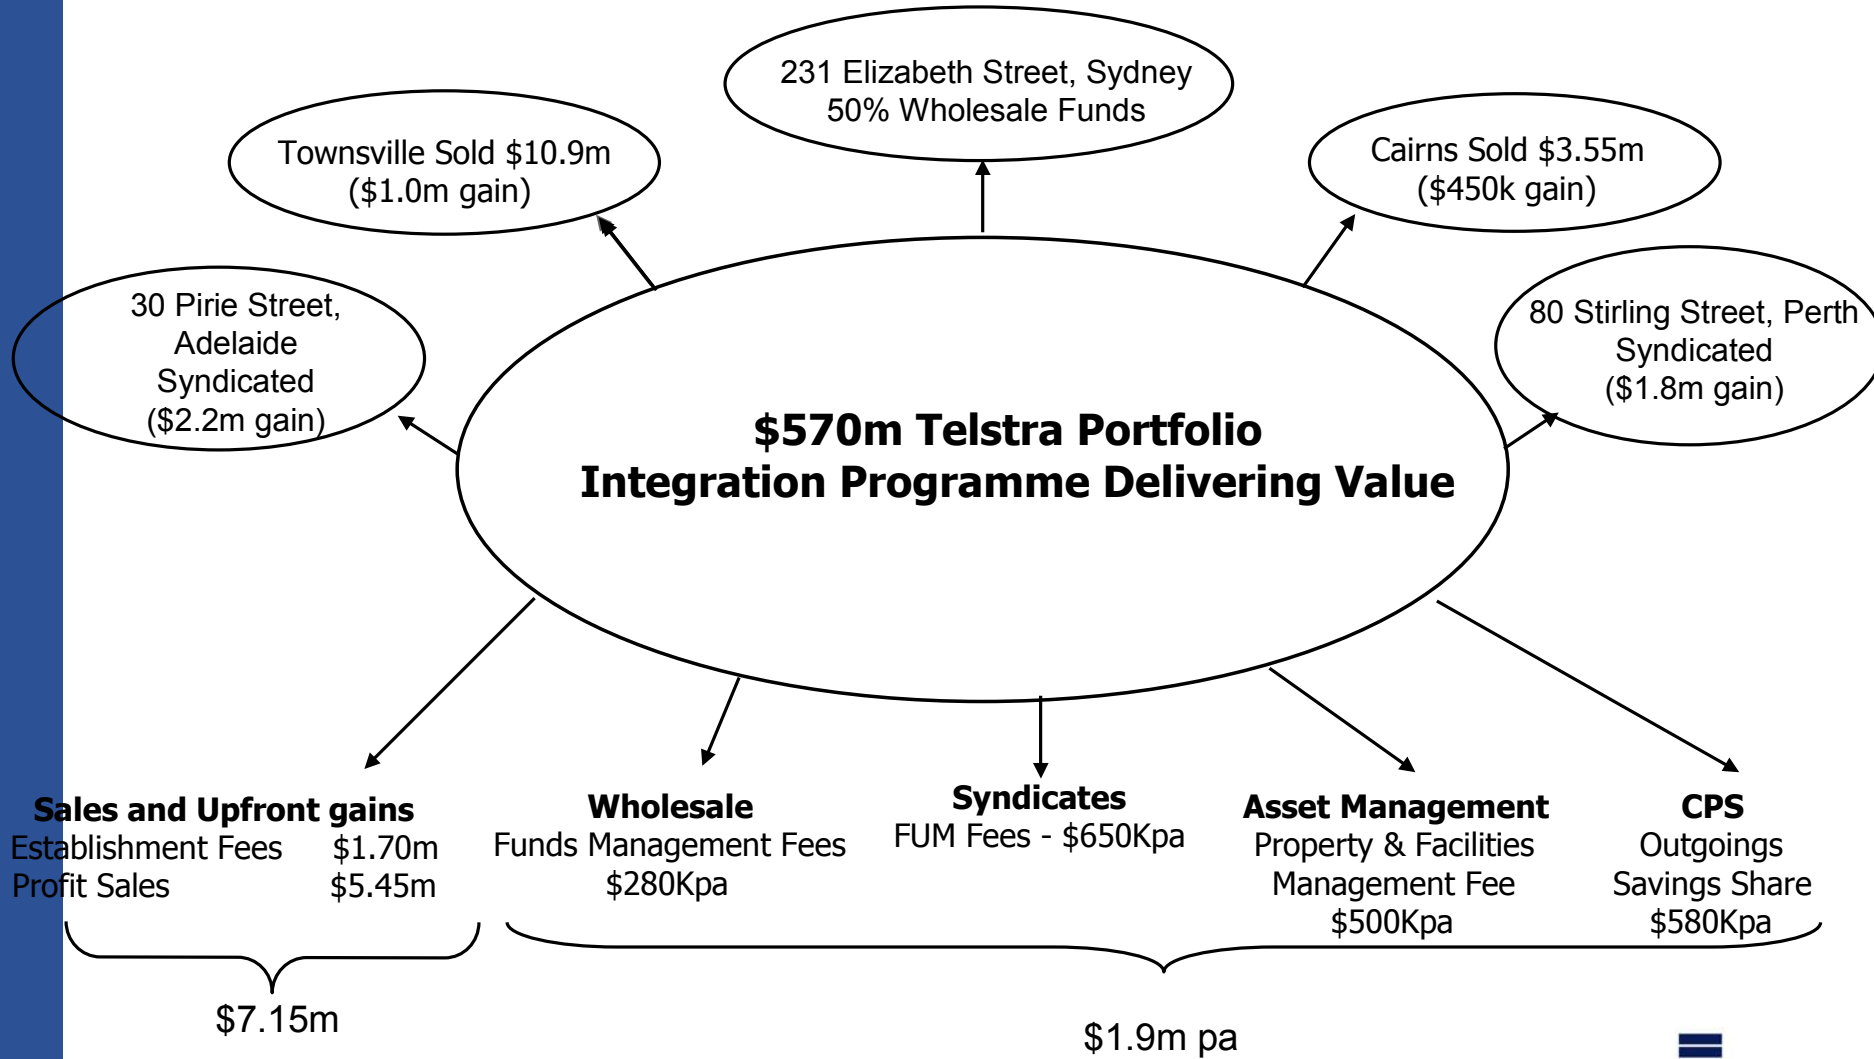 231 Elizabeth Street, Sydney
50% Wholesale Funds
Townsville Sold $10.9m
($1.0m gain)
Cairns Sold $3.55m
($450k gain)
30 Pirie Street,
Adelaide
Syndicated
($2.2m gain)
80 Stirling Street, Perth
Syndicated
($1.8m gain)
$570m Telstra Portfolio
Integration Programme Delivering Value
Sales and Upfront gains
Establishment Fees $1.70m
Profit Sales $5.45m
Wholesale
Funds Management Fees
$280Kpa
Syndicates
FUM Fees - $650Kpa
Asset Management
Property & Facilities
Management Fee
$500Kpa
CPS
Outgoings
Savings Share
$580Kpa
$7.15m
$1.9m pa